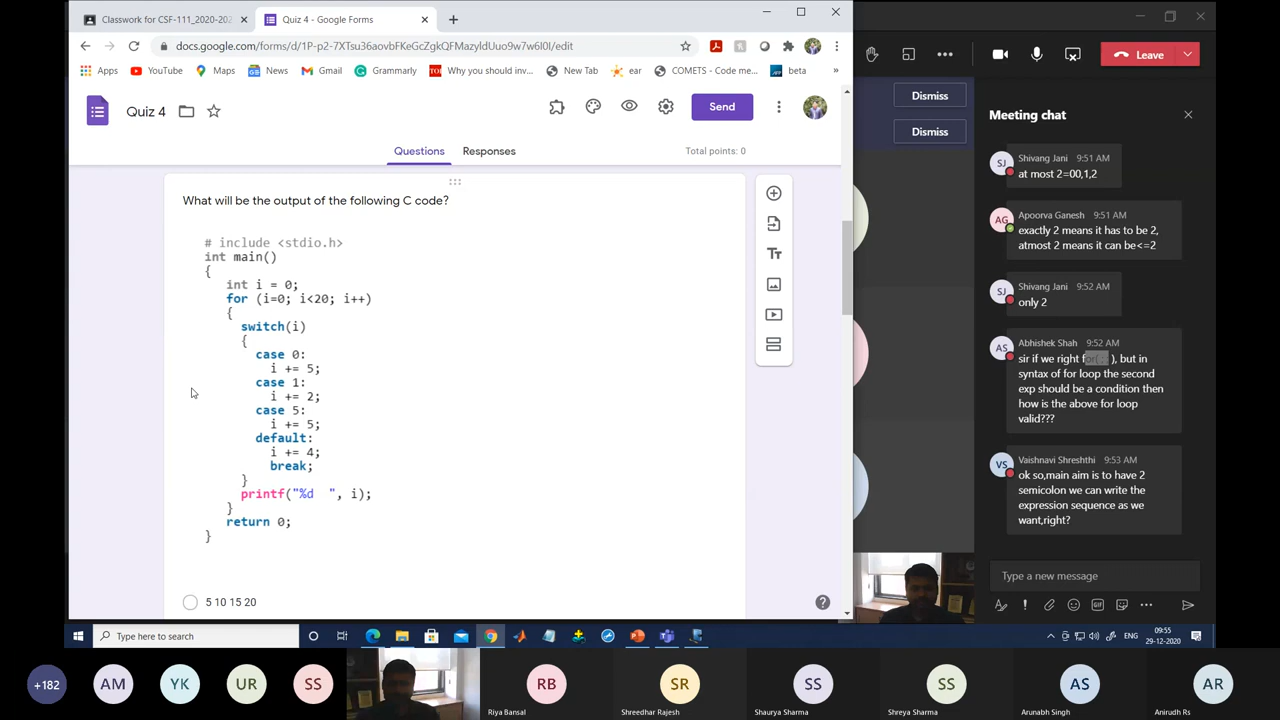 Classwork for CSF-111_2020-202
Quiz 4 - Google Forms
docs.google.com/forms/d/1P-p2-7XTsu36aovbFKeGcZgkQFMazyldUuo9w7w6I0I/edit
Apps
YouTube
Maps
News
Gmail
Grammarly
Why you should inv...
New Tab
ear
COMETS - Code me...
beta
Quiz 4
Send
Questions
Responses
Total points: 0
What will be the output of the following C code?
# include <stdio.h>
int main()
{
int i = 0;
for (i=0; i<20; i++)
{
switch(i)
{
case 0:
i += 5;
case 1:
i += 2;
case 5:
i += 5;
default:
i += 4;
break;
}
printf("%d  ", i);
}
return 0;
}
5 10 15 20
Leave
Dismiss
Dismiss
Meeting chat
SJ
Shivang Jani 9:51 AM
at most 2=00,1,2
AG
Apoorva Ganesh 9:51 AM
exactly 2 means it has to be 2,
atmost 2 means it can be<=2
SJ
Shivang Jani 9:52 AM
only 2
AS
Abhishek Shah 9:52 AM
sir if we right for(; ; ), but in
syntax of for loop the second
exp should be a condition then
how is the above for loop
valid???
VS
Vaishnavi Shreshthi 9:53 AM
ok so,main aim is to have 2
semicolon we can write the
expression sequence as we
want,right?
Type a new message
Type here to search
ENG
09:55
29-12-2020
+182
AM
YK
UR
SS
RB
Riya Bansal
SR
Shreedhar Rajesh
SS
Shaurya Sharma
SS
Shreya Sharma
AS
Arunabh Singh
AR
Anirudh Rs